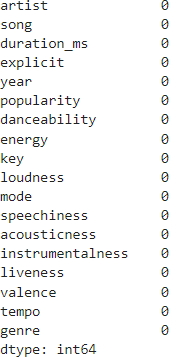 artist 0
song 0
duration_ms 0
explicit 0
year 0
popularity 0
danceability 0
energy 0
key 0
loudness 0
mode 0
speechiness 0
acousticness 0
instrumentalness 0
liveness 0
valence 0
tempo 0
genre 0
dtype: int64